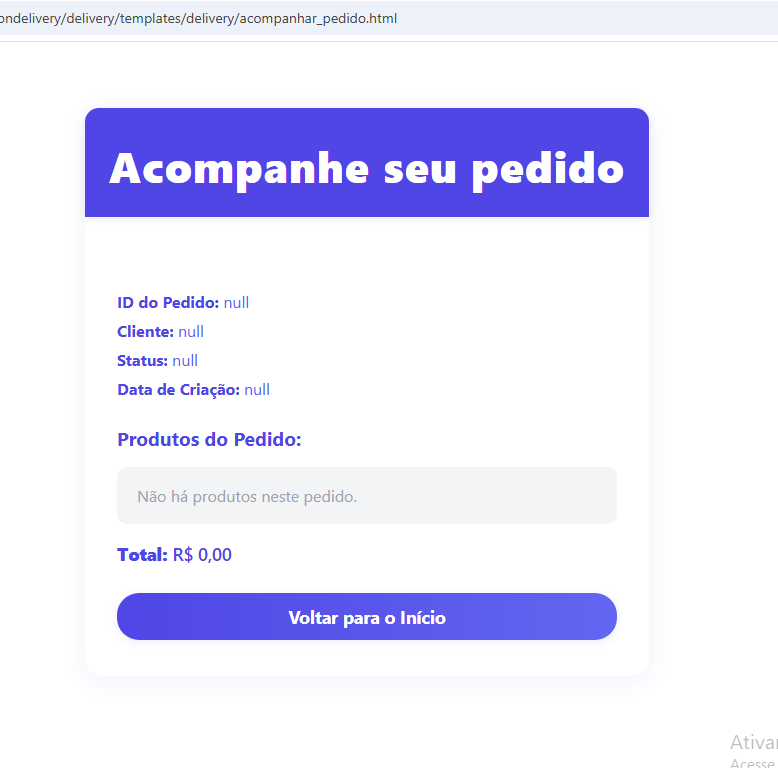 ondelivery/delivery/templates/delivery/acompanhar_pedido.html
Acompanhe seu pedido
ID do Pedido: null
Cliente: null
Status: null
Data de Criação: null
Produtos do Pedido:
Não há produtos neste pedido.
Total: R$ 0,00
Voltar para o Início
Ativar
Acesse